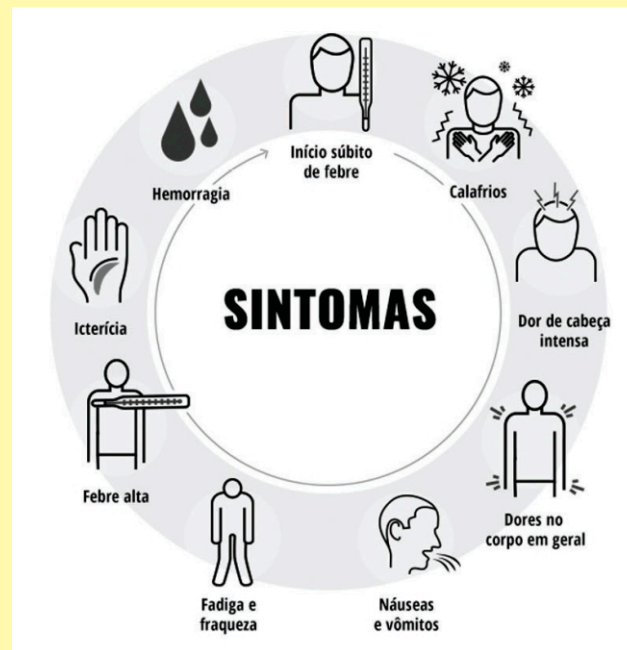 SINTOMAS
Início súbito
de febre
Calafrios
Dor de cabeça
intensa
Dores no
corpo em geral
Náuseas
e vômitos
Fadiga e
fraqueza
Febre alta
Icterícia
Hemorragia